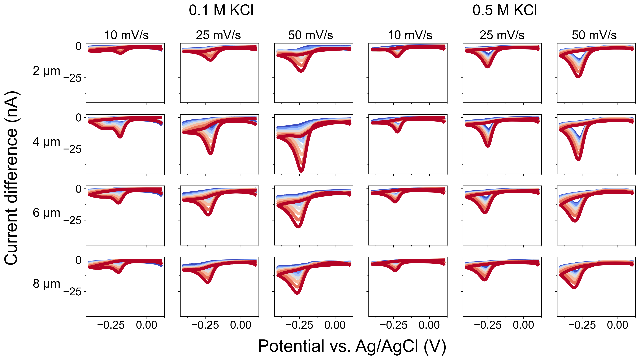 0.1 M KCl 0.5 M KCl
10 mV/s 25 mV/s 50 mV/s 10 mV/s 25 mV/s 50 mV/s
Current difference (nA)
2 µm 0 −25
4 µm 0 −25
6 µm 0 −25
8 µm 0 −25
−0.25 0.00 −0.25 0.00 −0.25 0.00 −0.25 0.00 −0.25 0.00 −0.25 0.00
Potential vs. Ag/AgCl (V)